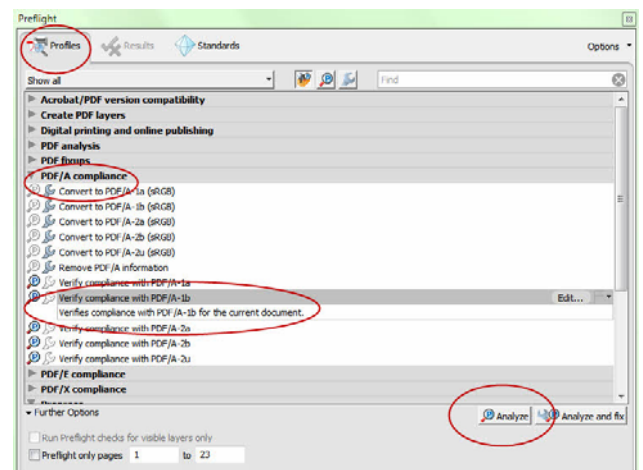 Preflight
Profiles Results Standards Options
Show all Find
Acrobat/PDF version compatibility
Create PDF layers
Digital printing and online publishing
PDF analysis
PDF fixups
PDF/A compliance
Convert to PDF/A-1a (sRGB)
Convert to PDF/A-1b (sRGB)
Convert to PDF/A-2a (sRGB)
Convert to PDF/A-2b (sRGB)
Convert to PDF/A-2u (sRGB)
Remove PDF/A information
Verify compliance with PDF/A-1a
Verify compliance with PDF/A-1b Edit...
Verifies compliance with PDF/A-1b for the current document.
Verify compliance with PDF/A-2a
Verify compliance with PDF/A-2b
Verify compliance with PDF/A-2u
PDF/E compliance
PDF/X compliance
Further Options Analyze Analyze and fix
Run Preflight checks for visible layers only
Preflight only pages 1 to 23